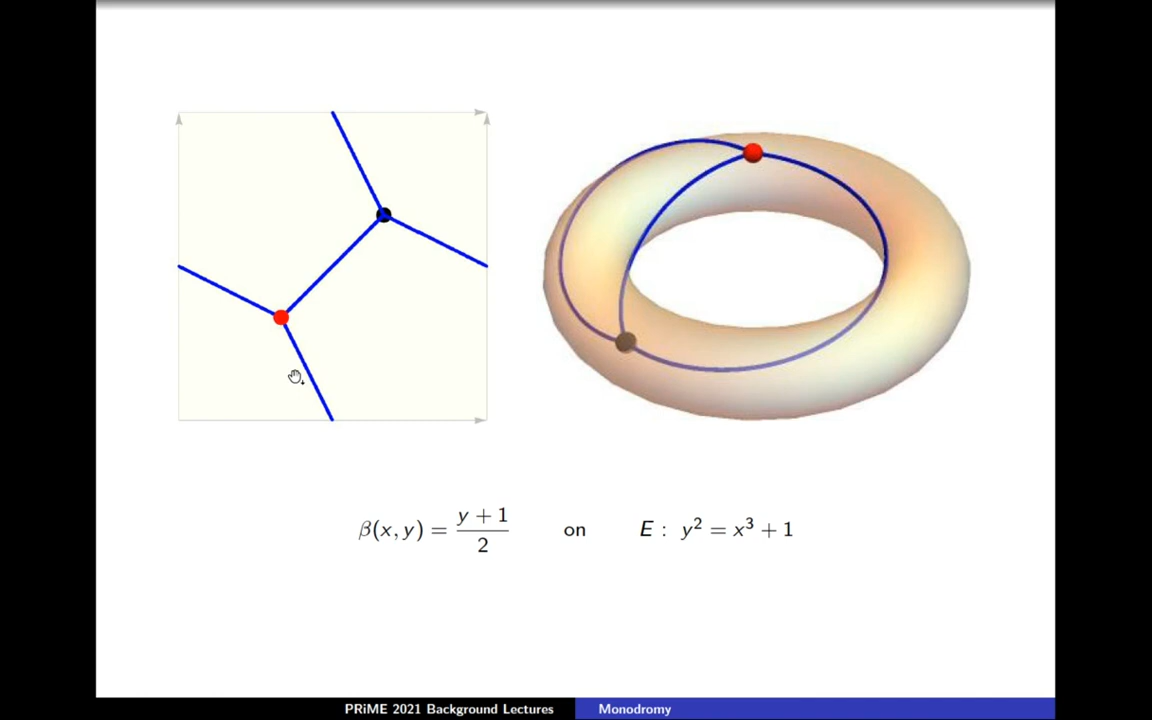 β(x, y) = (y + 1)/2 on E : y² = x³ + 1
PRiME 2021 Background Lectures Monodromy